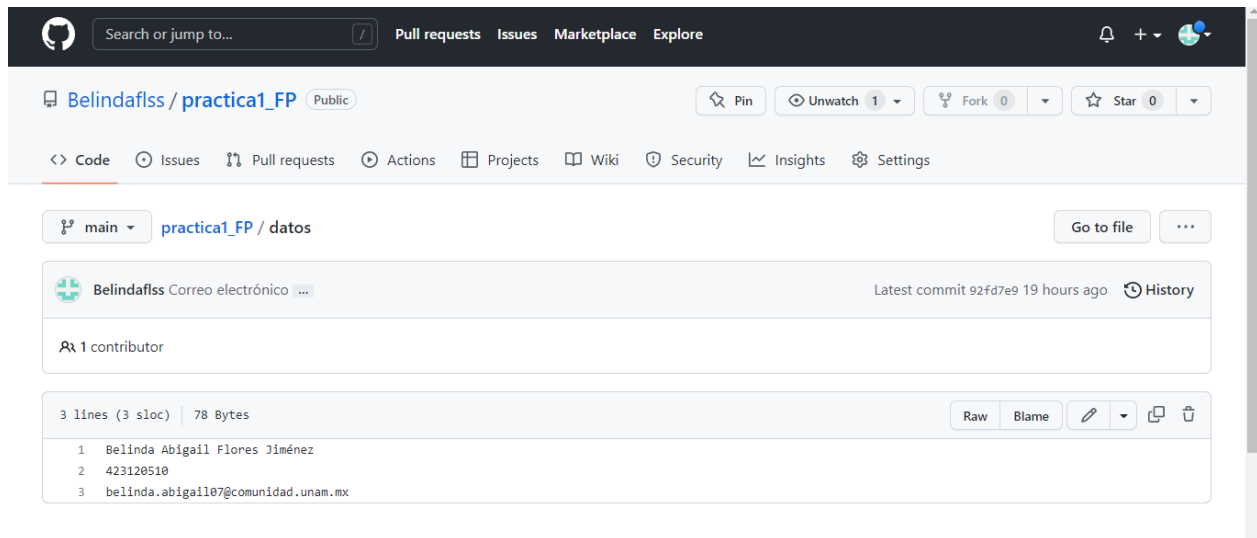 Search or jump to... / Pull requests Issues Marketplace Explore
Belindaflss / practica1_FP Public Pin Unwatch 1 Fork 0 Star 0
<> Code Issues Pull requests Actions Projects Wiki Security Insights Settings
main practica1_FP / datos Go to file ...
Belindaflss Correo electrónico ... Latest commit 92fd7e9 19 hours ago History
1 contributor
3 lines (3 sloc) 78 Bytes Raw Blame
1 Belinda Abigail Flores Jiménez
2 423120510
3 belinda.abigail07@comunidad.unam.mx